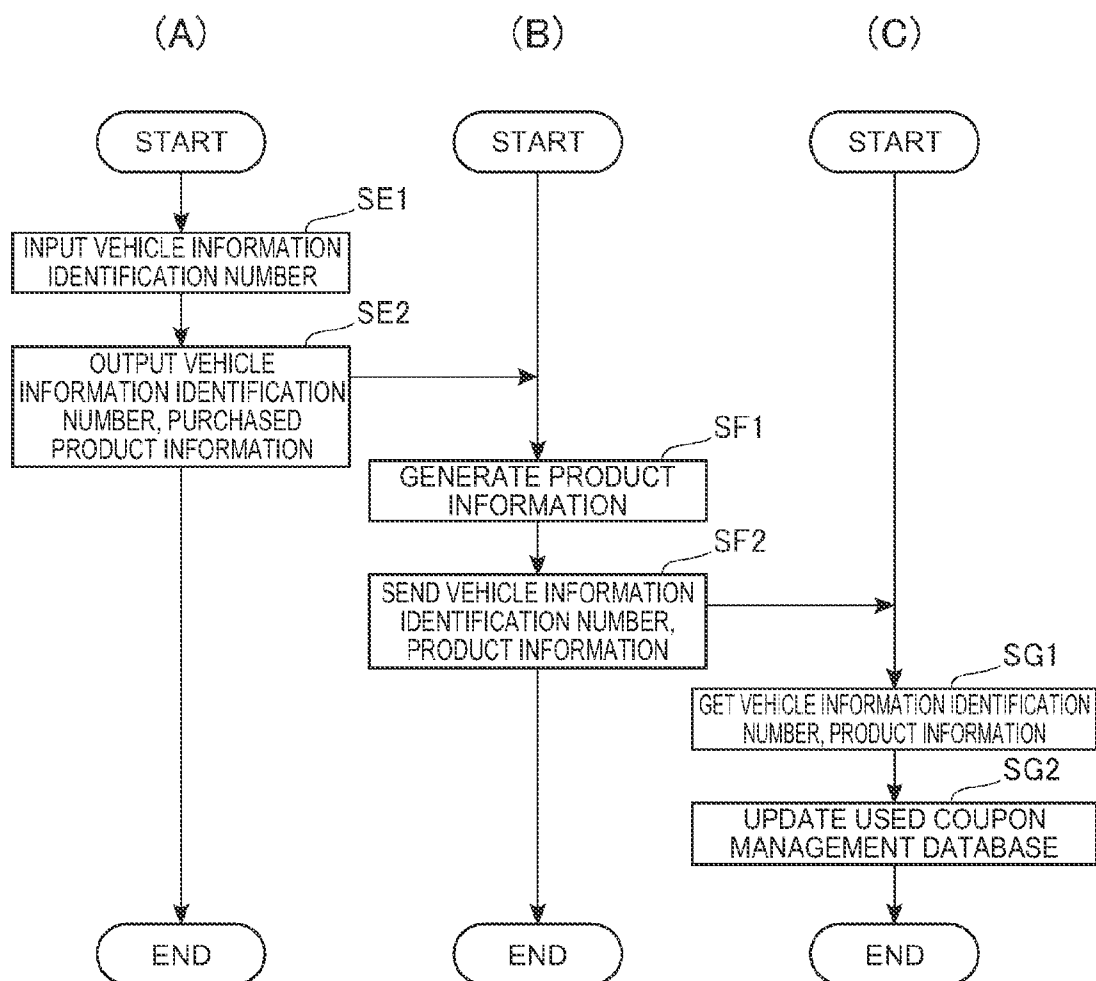 (A)
(B)
(C)
START
START
START
SE1
INPUT VEHICLE INFORMATION
IDENTIFICATION NUMBER
SE2
OUTPUT VEHICLE
INFORMATION IDENTIFICATION
NUMBER, PURCHASED
PRODUCT INFORMATION
SF1
GENERATE PRODUCT
INFORMATION
SF2
SEND VEHICLE INFORMATION
IDENTIFICATION NUMBER,
PRODUCT INFORMATION
SG1
GET VEHICLE INFORMATION IDENTIFICATION
NUMBER, PRODUCT INFORMATION
SG2
UPDATE USED COUPON
MANAGEMENT DATABASE
END
END
END